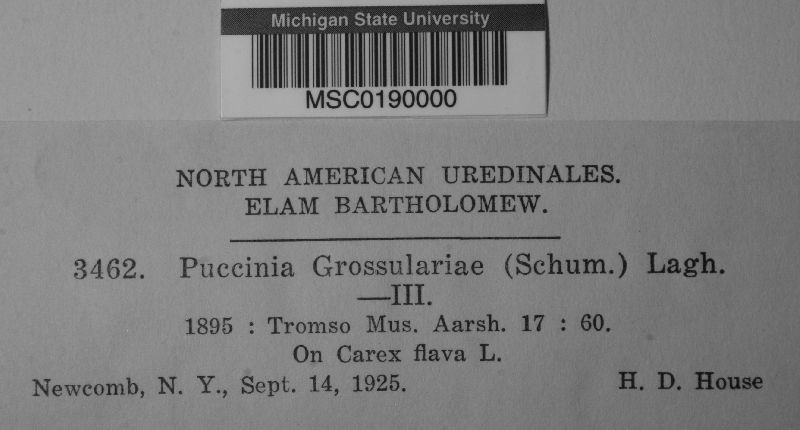 Michigan State University
MSC0190000
NORTH AMERICAN UREDINALES.
ELAM BARTHOLOMEW.
3462. Puccinia Grossulariae (Schum.) Lagh.
—III.
1895 : Tromso Mus. Aarsh. 17 : 60.
On Carex flava L.
Newcomb, N. Y., Sept. 14, 1925. H. D. House